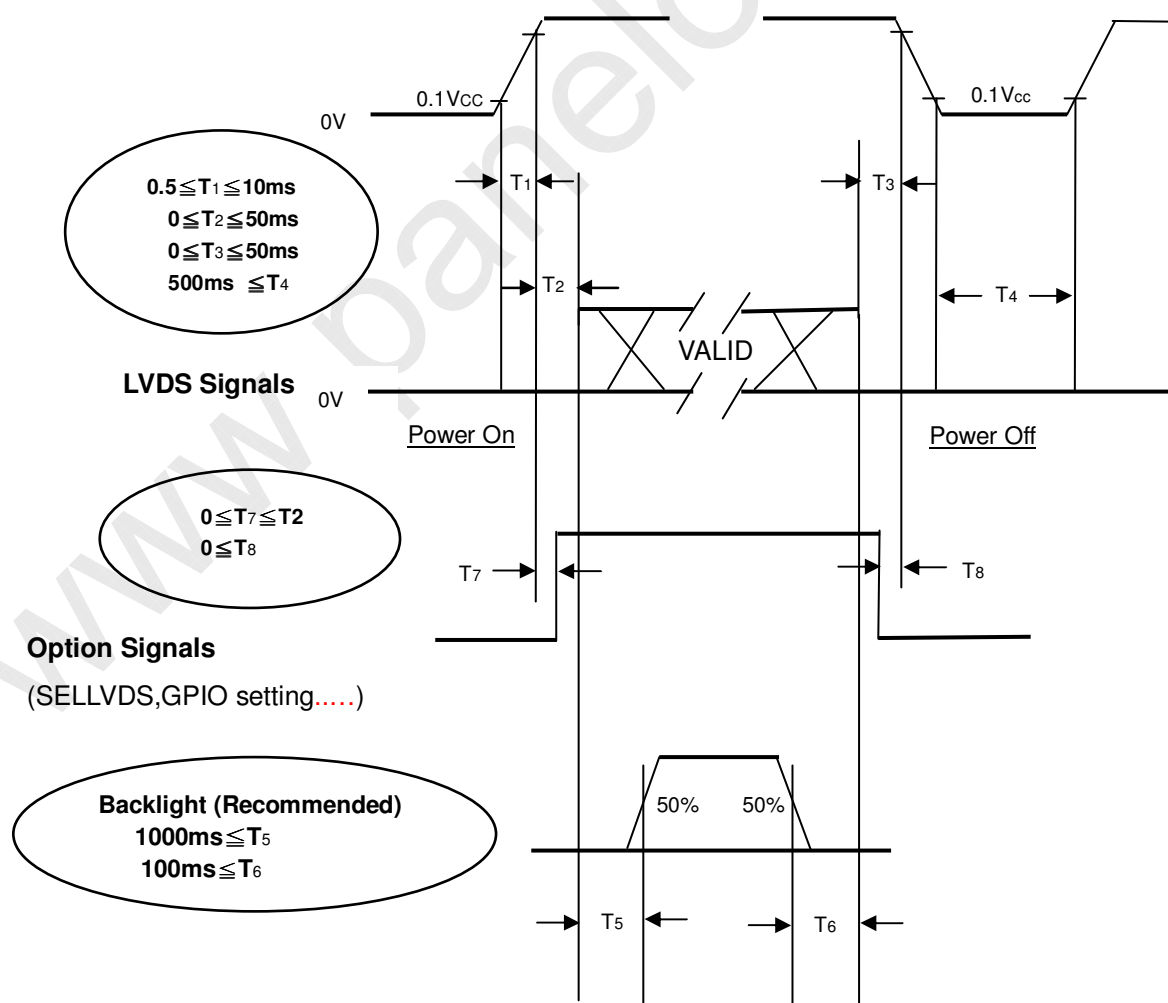 0.1VCC
0.1Vcc
0V
0.5≦T1≦10ms
0≦T2≦50ms
0≦T3≦50ms
500ms ≦T4
T1
T3
T2
T4
VALID
LVDS Signals
0V
Power On
Power Off
0≦T7≦T2
0≦T8
T7
T8
Option Signals
(SELLVDS,GPIO setting.....)
Backlight (Recommended)
1000ms≦T5
100ms≦T6
50%
50%
T5
T6
www.panelo